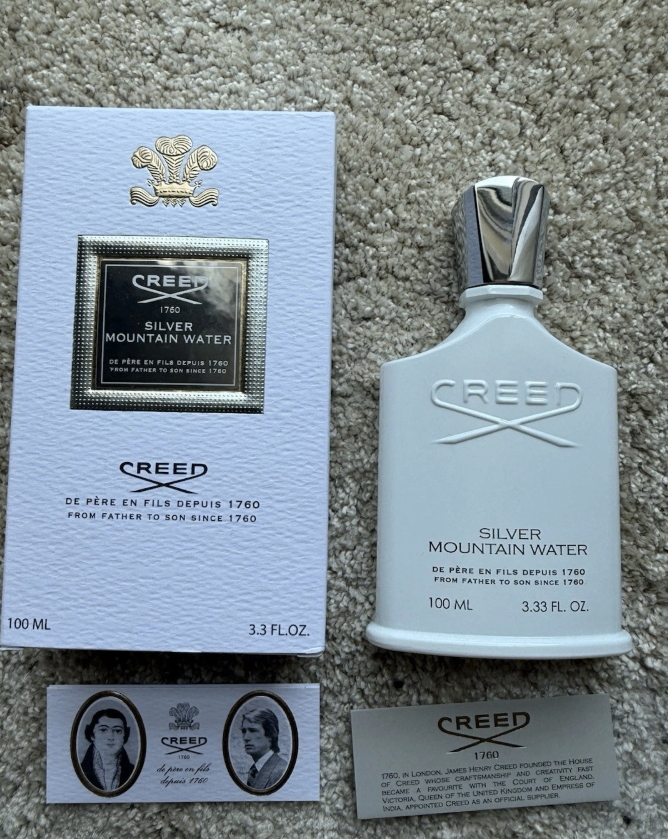 CREED
1760
SILVER
MOUNTAIN WATER
DE PÈRE EN FILS DEPUIS 1760
FROM FATHER TO SON SINCE 1760
CREED
DE PÈRE EN FILS DEPUIS 1760
FROM FATHER TO SON SINCE 1760
100 ML
3.3 FL.OZ.
CREED
SILVER
MOUNTAIN WATER
DE PÈRE EN FILS DEPUIS 1760
FROM FATHER TO SON SINCE 1760
100 ML
3.33 FL. OZ.
CREED
1760
de père en fils
depuis 1760
CREED
1760
1760, IN LONDON, JAMES HENRY CREED FOUNDED THE HOUSE
OF CREED WHOSE CRAFTSMANSHIP AND CREATIVITY FAST
BECAME A FAVOURITE WITH THE COURT OF ENGLAND.
VICTORIA, QUEEN OF THE UNITED KINGDOM AND EMPRESS OF
INDIA, APPOINTED CREED AS AN OFFICIAL SUPPLIER.